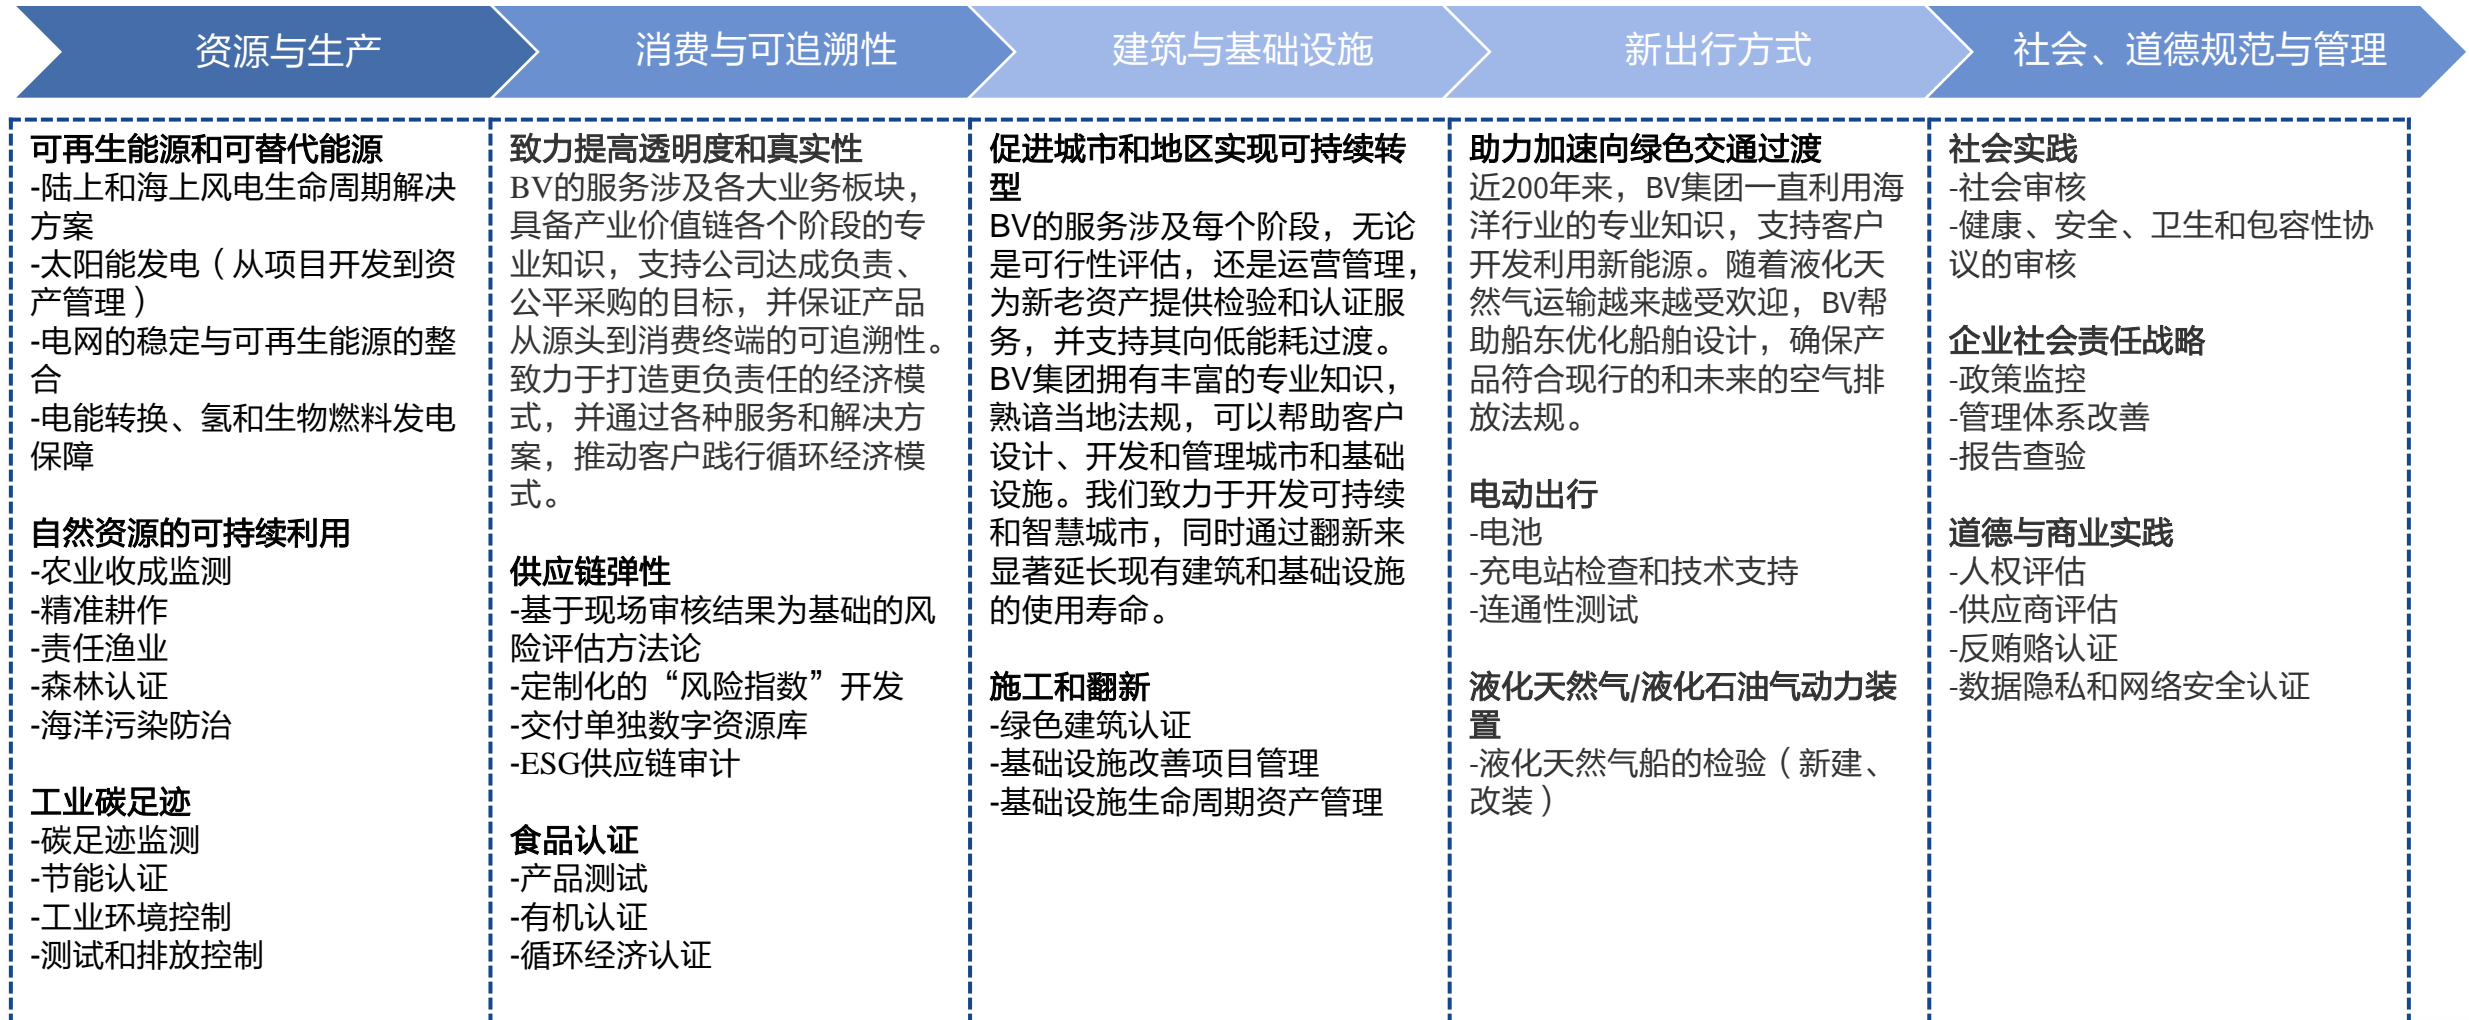 资源与生产
消费与可追溯性
建筑与基础设施
新出行方式
社会、道德规范与管理
可再生能源和可替代能源
-陆上和海上风电生命周期解决
方案
-太阳能发电（从项目开发到资
产管理）
-电网的稳定与可再生能源的整
合
-电能转换、氢和生物燃料发电
保障
自然资源的可持续利用
-农业收成监测
-精准耕作
-责任渔业
-森林认证
-海洋污染防治
工业碳足迹
-碳足迹监测
-节能认证
-工业环境控制
-测试和排放控制
致力提高透明度和真实性
BV的服务涉及各大业务板块，
具备产业价值链各个阶段的专
业知识，支持公司达成负责、
公平采购的目标，并保证产品
从源头到消费终端的可追溯性。
致力于打造更负责任的经济模
式，并通过各种服务和解决方
案，推动客户践行循环经济模
式。
供应链弹性
-基于现场审核结果为基础的风
险评估方法论
-定制化的“风险指数”开发
-交付单独数字资源库
-ESG供应链审计
食品认证
-产品测试
-有机认证
-循环经济认证
促进城市和地区实现可持续转
型
BV的服务涉及每个阶段，无论
是可行性评估，还是运营管理，
为新老资产提供检验和认证服
务，并支持其向低能耗过渡。
BV集团拥有丰富的专业知识，
熟谙当地法规，可以帮助客户
设计、开发和管理城市和基础
设施。我们致力于开发可持续
和智慧城市，同时通过翻新来
显著延长现有建筑和基础设施
的使用寿命。
施工和翻新
-绿色建筑认证
-基础设施改善项目管理
-基础设施生命周期资产管理
助力加速向绿色交通过渡
近200年来，BV集团一直利用海
洋行业的专业知识，支持客户
开发利用新能源。随着液化天
然气运输越来越受欢迎，BV帮
助船东优化船舶设计，确保产
品符合现行的和未来的空气排
放法规。
电动出行
-电池
-充电站检查和技术支持
-连通性测试
液化天然气/液化石油气动力装
置
-液化天然气船的检验（新建、
改装）
社会实践
-社会审核
-健康、安全、卫生和包容性协
议的审核
企业社会责任战略
-政策监控
-管理体系改善
-报告查验
道德与商业实践
-人权评估
-供应商评估
-反贿赂认证
-数据隐私和网络安全认证